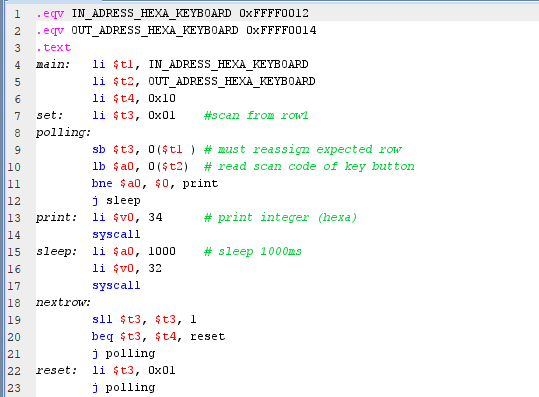 1 .eqv IN_ADRESS_HEXA_KEYBOARD 0xFFFF0012
2 .eqv OUT_ADRESS_HEXA_KEYBOARD 0xFFFF0014
3 .text
4 main: li $t1, IN_ADRESS_HEXA_KEYBOARD
5 li $t2, OUT_ADRESS_HEXA_KEYBOARD
6 li $t4, 0x10
7 set: li $t3, 0x01 #scan from row1
8 polling:
9 sb $t3, 0($t1 ) # must reassign expected row
10 lb $a0, 0($t2) # read scan code of key button
11 bne $a0, $0, print
12 j sleep
13 print: li $v0, 34 # print integer (hexa)
14 syscall
15 sleep: li $a0, 1000 # sleep 1000ms
16 li $v0, 32
17 syscall
18 nextrow:
19 sll $t3, $t3, 1
20 beq $t3, $t4, reset
21 j polling
22 reset: li $t3, 0x01
23 j polling